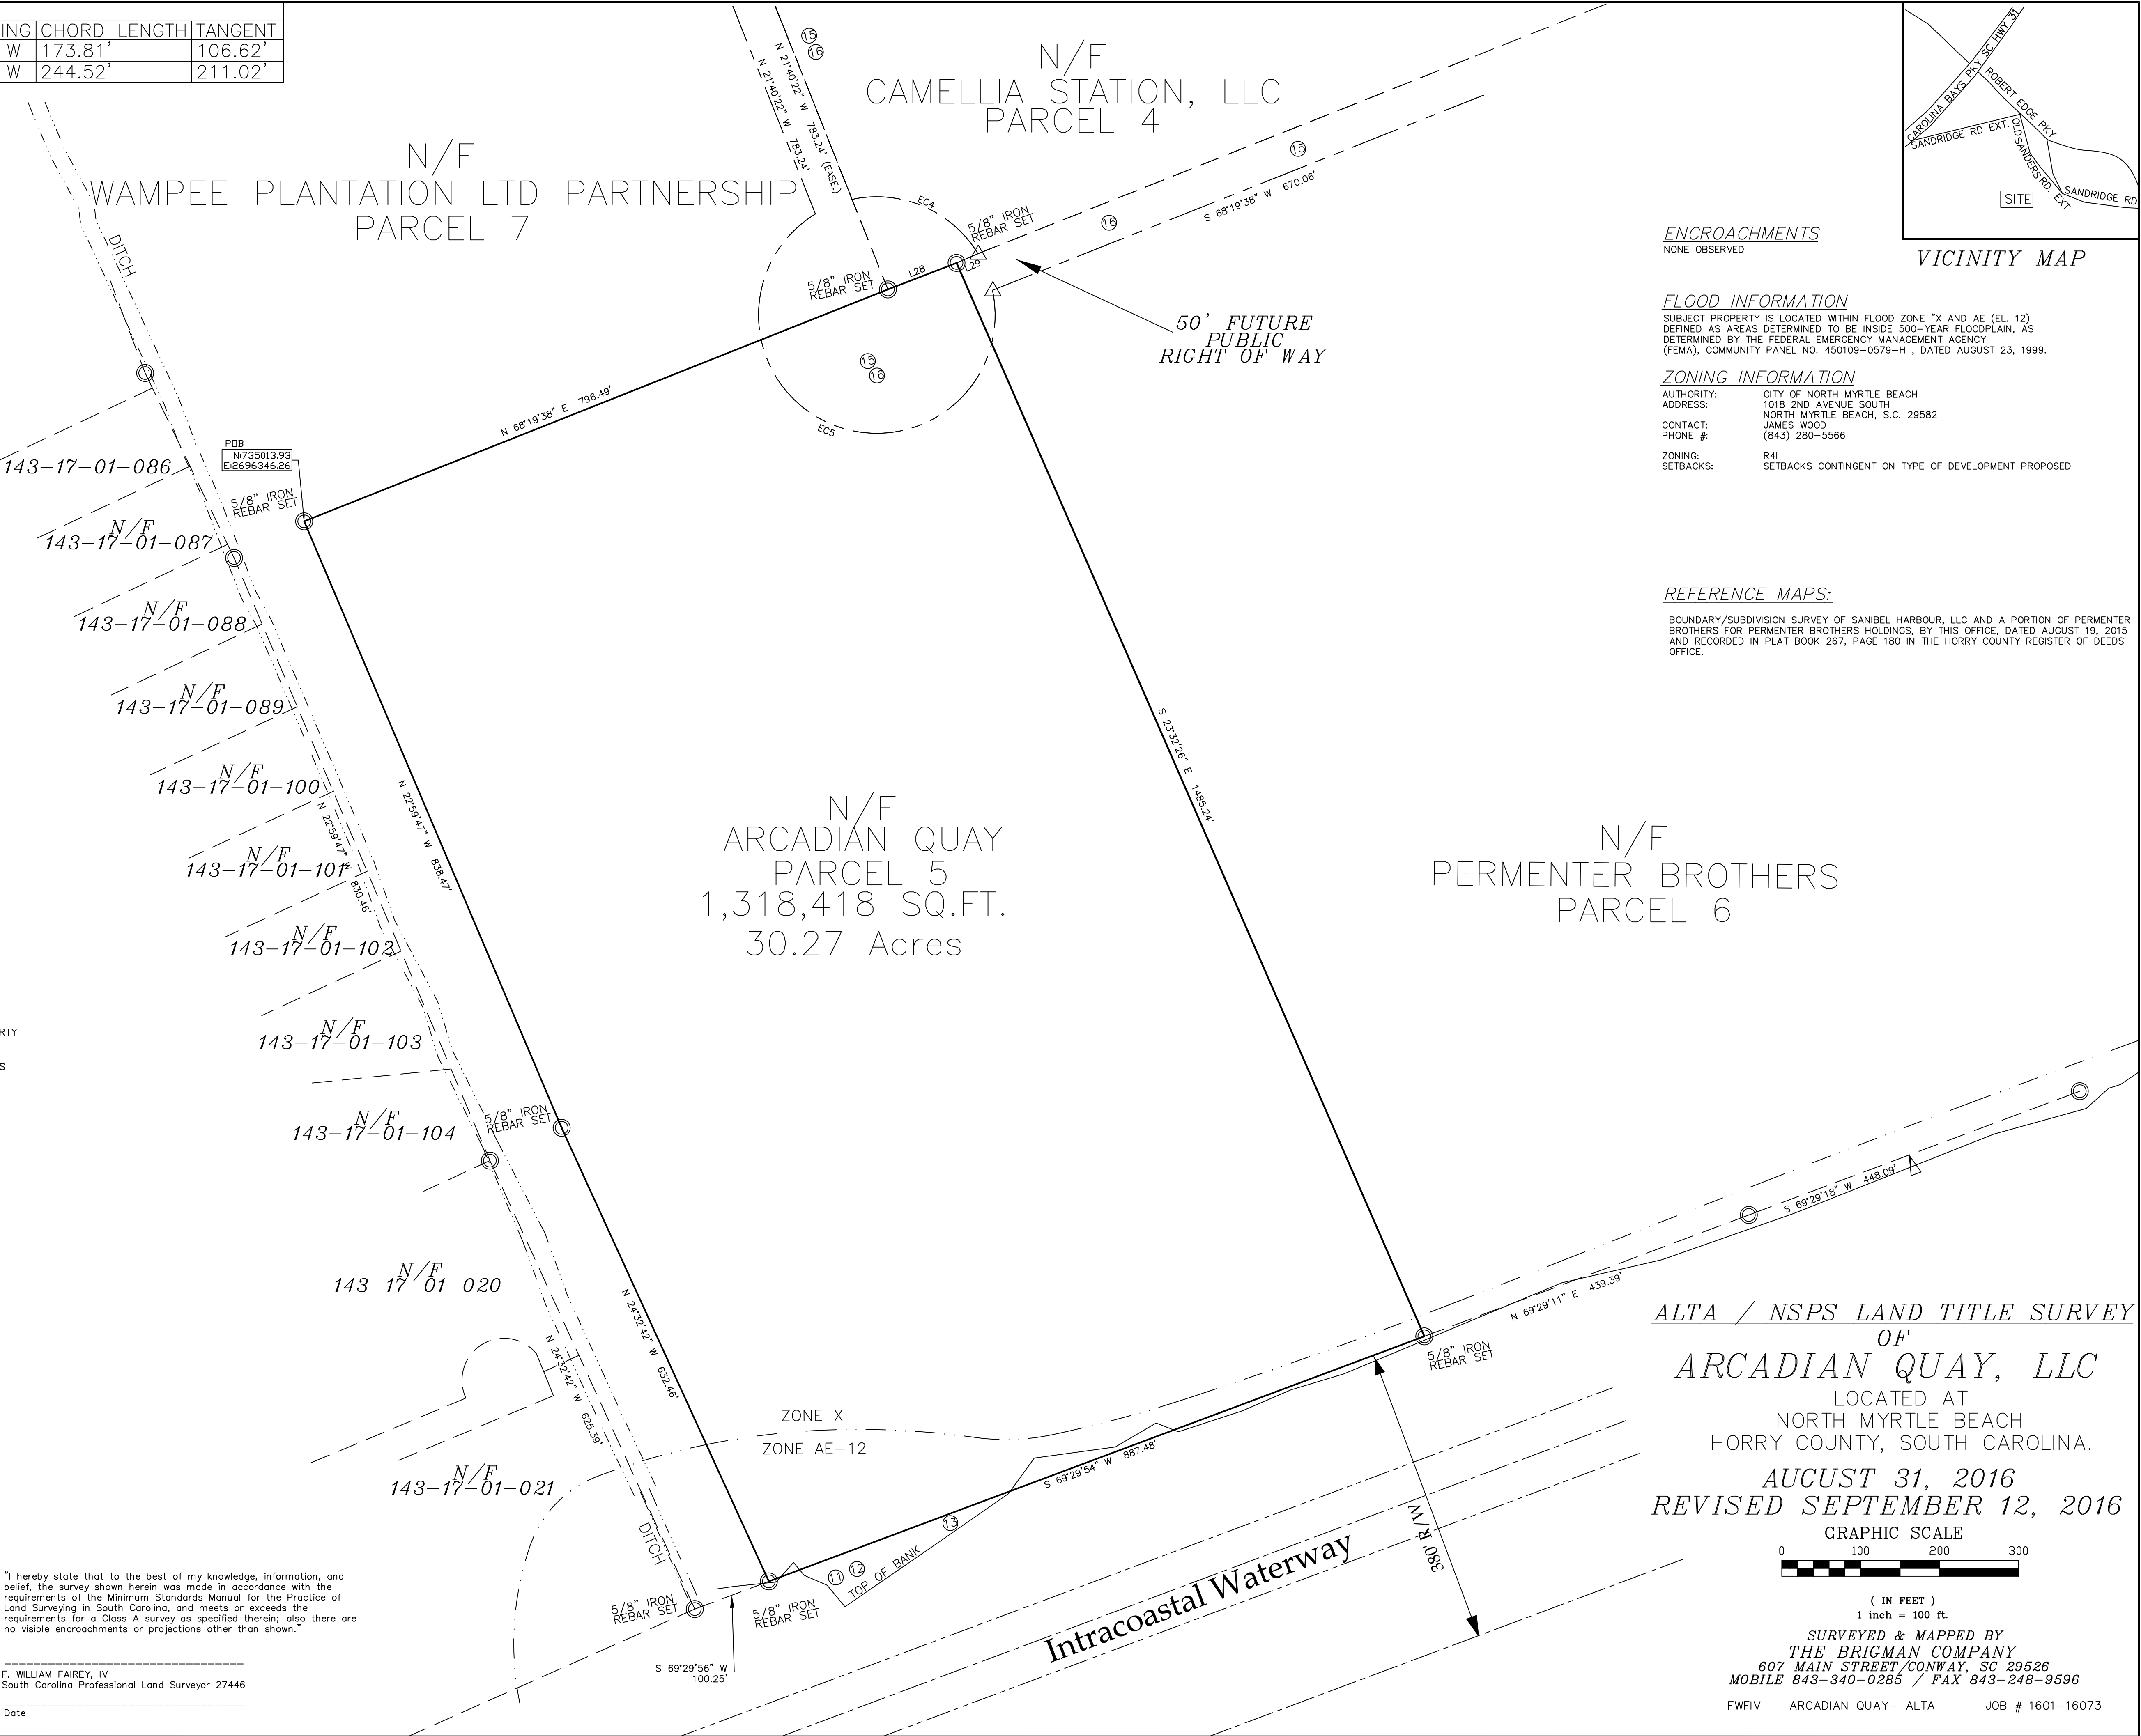 ING CHORD LENGTH TANGENT
W 173.81' 106.62'
W 244.52' 211.02'
N/F
WAMPEE PLANTATION LTD PARTNERSHIP
PARCEL 7
N 21°40'22" W 783.24'
N 21°40'22" W 783.24' (EASE.)
15
16
N/F
CAMELLIA STATION, LLC
PARCEL 4
15
16
S 68°19'38" W 670.06'
EC4
5/8" IRON
REBAR SET
L28
L29
5/8" IRON
REBAR SET
50' FUTURE
PUBLIC
RIGHT OF WAY
15
16
EC5
N 68°19'38" E 796.49'
DITCH
POB
N:735013.93
E:2696346.26
5/8" IRON
REBAR SET
143-17-01-086
N/F
143-17-01-087
N/F
143-17-01-088
N/F
143-17-01-089
N/F
143-17-01-100
N/F
143-17-01-101
N/F
143-17-01-102
N/F
143-17-01-103
N/F
143-17-01-104
N/F
143-17-01-020
N/F
143-17-01-021
N 22°59'47" W 830.46'
N 22°59'47" W 838.47'
5/8" IRON
REBAR SET
N 24°32'42" W 632.46'
N 24°32'42" W 625.39'
DITCH
N/F
ARCADIAN QUAY
PARCEL 5
1,318,418 SQ.FT.
30.27 Acres
S 23°32'26" E 1485.24'
N/F
PERMENTER BROTHERS
PARCEL 6
ZONE X
ZONE AE-12
S 69°29'54" W 887.48'
13
11
12
TOP OF BANK
5/8" IRON
REBAR SET
5/8" IRON
REBAR SET
S 69°29'56" W
100.25'
5/8" IRON
REBAR SET
N 69°29'11" E 439.39'
S 69°29'18" W 448.09'
380' R/W
Intracoastal Waterway
RTY
S
"I hereby state that to the best of my knowledge, information, and
belief, the survey shown herein was made in accordance with the
requirements of the Minimum Standards Manual for the Practice of
Land Surveying in South Carolina, and meets or exceeds the
requirements for a Class A survey as specified therein; also there are
no visible encroachments or projections other than shown."
F. WILLIAM FAIREY, IV
South Carolina Professional Land Surveyor 27446
Date
CAROLINA BAYS PKY SC HWY 31
ROBERT EDGE PKY
SANDRIDGE RD EXT.
OLD SANDERS RD. EXT
SANDRIDGE RD
SITE
VICINITY MAP
ENCROACHMENTS
NONE OBSERVED
FLOOD INFORMATION
SUBJECT PROPERTY IS LOCATED WITHIN FLOOD ZONE "X AND AE (EL. 12)
DEFINED AS AREAS DETERMINED TO BE INSIDE 500-YEAR FLOODPLAIN, AS
DETERMINED BY THE FEDERAL EMERGENCY MANAGEMENT AGENCY
(FEMA), COMMUNITY PANEL NO. 450109-0579-H , DATED AUGUST 23, 1999.
ZONING INFORMATION
AUTHORITY: CITY OF NORTH MYRTLE BEACH
ADDRESS: 1018 2ND AVENUE SOUTH
NORTH MYRTLE BEACH, S.C. 29582
CONTACT: JAMES WOOD
PHONE #: (843) 280-5566
ZONING: R4I
SETBACKS: SETBACKS CONTINGENT ON TYPE OF DEVELOPMENT PROPOSED
REFERENCE MAPS:
BOUNDARY/SUBDIVISION SURVEY OF SANIBEL HARBOUR, LLC AND A PORTION OF PERMENTER
BROTHERS FOR PERMENTER BROTHERS HOLDINGS, BY THIS OFFICE, DATED AUGUST 19, 2015
AND RECORDED IN PLAT BOOK 267, PAGE 180 IN THE HORRY COUNTY REGISTER OF DEEDS
OFFICE.
ALTA / NSPS LAND TITLE SURVEY
OF
ARCADIAN QUAY, LLC
LOCATED AT
NORTH MYRTLE BEACH
HORRY COUNTY, SOUTH CAROLINA.
AUGUST 31, 2016
REVISED SEPTEMBER 12, 2016
GRAPHIC SCALE
0 100 200 300
( IN FEET )
1 inch = 100 ft.
SURVEYED & MAPPED BY
THE BRIGMAN COMPANY
607 MAIN STREET/CONWAY, SC 29526
MOBILE 843-340-0285 / FAX 843-248-9596
FWFIV ARCADIAN QUAY- ALTA JOB # 1601-16073